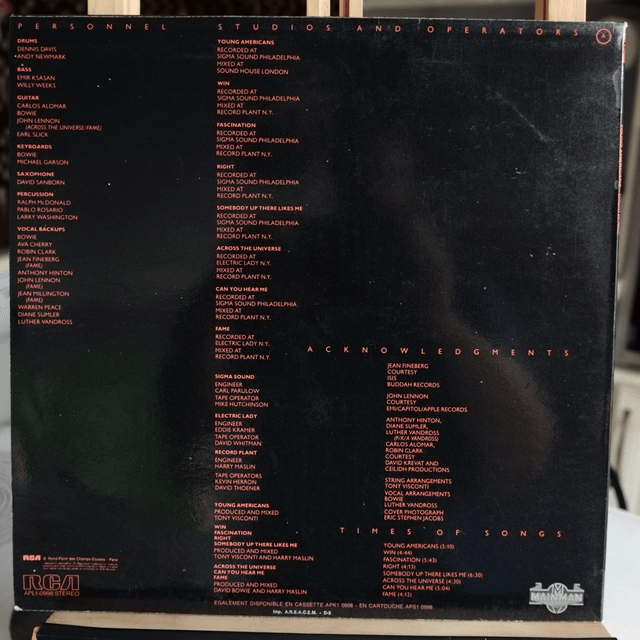 PERSONNEL
DRUMS
DENNIS DAVIS
ANDY NEWMARK
BASS
EMIR KSASAN
WILLY WEEKS
GUITAR
CARLOS ALOMAR
BOWIE
JOHN LENNON
(ACROSS THE UNIVERSE/FAME)
EARL SLICK
KEYBOARDS
BOWIE
MICHAEL GARSON
SAXOPHONE
DAVID SANBORN
PERCUSSION
RALPH McDONALD
PABLO ROSARIO
LARRY WASHINGTON
VOCAL BACKUPS
BOWIE
AVA CHERRY
ROBIN CLARK
JEAN FINEBERG
(FAME)
ANTHONY HINTON
JOHN LENNON
(FAME)
JEAN MILLINGTON
(FAME)
WARREN PEACE
DIANE SUMLER
LUTHER VANDROSS
STUDIOS AND OPERATORS
YOUNG AMERICANS
RECORDED AT
SIGMA SOUND PHILADELPHIA
MIXED AT
SOUND HOUSE LONDON
WIN
RECORDED AT
SIGMA SOUND PHILADELPHIA
MIXED AT
RECORD PLANT N.Y.
FASCINATION
RECORDED AT
SIGMA SOUND PHILADELPHIA
MIXED AT
RECORD PLANT N.Y.
RIGHT
RECORDED AT
SIGMA SOUND PHILADELPHIA
MIXED AT
RECORD PLANT N.Y.
SOMEBODY UP THERE LIKES ME
RECORDED AT
SIGMA SOUND PHILADELPHIA
MIXED AT
RECORD PLANT N.Y.
ACROSS THE UNIVERSE
RECORDED AT
ELECTRIC LADY N.Y.
MIXED AT
RECORD PLANT N.Y.
CAN YOU HEAR ME
RECORDED AT
SIGMA SOUND PHILADELPHIA
MIXED AT
RECORD PLANT N.Y.
FAME
RECORDED AT
ELECTRIC LADY N.Y.
MIXED AT
RECORD PLANT N.Y.
SIGMA SOUND
ENGINEER
CARL PARULOW
TAPE OPERATOR
MIKE HUTCHINSON
ELECTRIC LADY
ENGINEER
EDDIE KRAMER
TAPE OPERATOR
DAVID WHITMAN
RECORD PLANT
ENGINEER
HARRY MASLIN
TAPE OPERATORS
KEVIN HERRON
DAVID THOENER
YOUNG AMERICANS
PRODUCED AND MIXED
TONY VISCONTI
WIN
FASCINATION
RIGHT
SOMEBODY UP THERE LIKES ME
PRODUCED AND MIXED
TONY VISCONTI AND HARRY MASLIN
ACROSS THE UNIVERSE
CAN YOU HEAR ME
FAME
PRODUCED AND MIXED
DAVID BOWIE AND HARRY MASLIN
ACKNOWLEDGMENTS
JEAN FINEBERG
COURTESY
ISIS
BUDDAH RECORDS
JOHN LENNON
COURTESY
EMI/CAPITOL/APPLE RECORDS
ANTHONY HINTON,
DIANE SUMLER,
LUTHER VANDROSS
(P/K/A VANDROSS)
CARLOS ALOMAR,
ROBIN CLARK
COURTESY
DAVID KREVAT AND
CEILIDH PRODUCTIONS
STRING ARRANGEMENTS
TONY VISCONTI
VOCAL ARRANGEMENTS
BOWIE
LUTHER VANDROSS
COVER PHOTOGRAPH
ERIC STEPHEN JACOBS
TIMES OF SONGS
YOUNG AMERICANS (5:10)
WIN (4:44)
FASCINATION (5:43)
RIGHT (4:13)
SOMEBODY UP THERE LIKES ME (6:30)
ACROSS THE UNIVERSE (4:30)
CAN YOU HEAR ME (5:04)
FAME (4:12)
RCA
Rond-Point des Champs Elysees - Paris
RCA
APL1-0998 STEREO
EGALEMENT DISPONIBLE EN CASSETTE APK1 0998 - EN CARTOUCHE APS1 0998
Imp. A.R.E.A.C.E.M. - D-5
MAINMAN